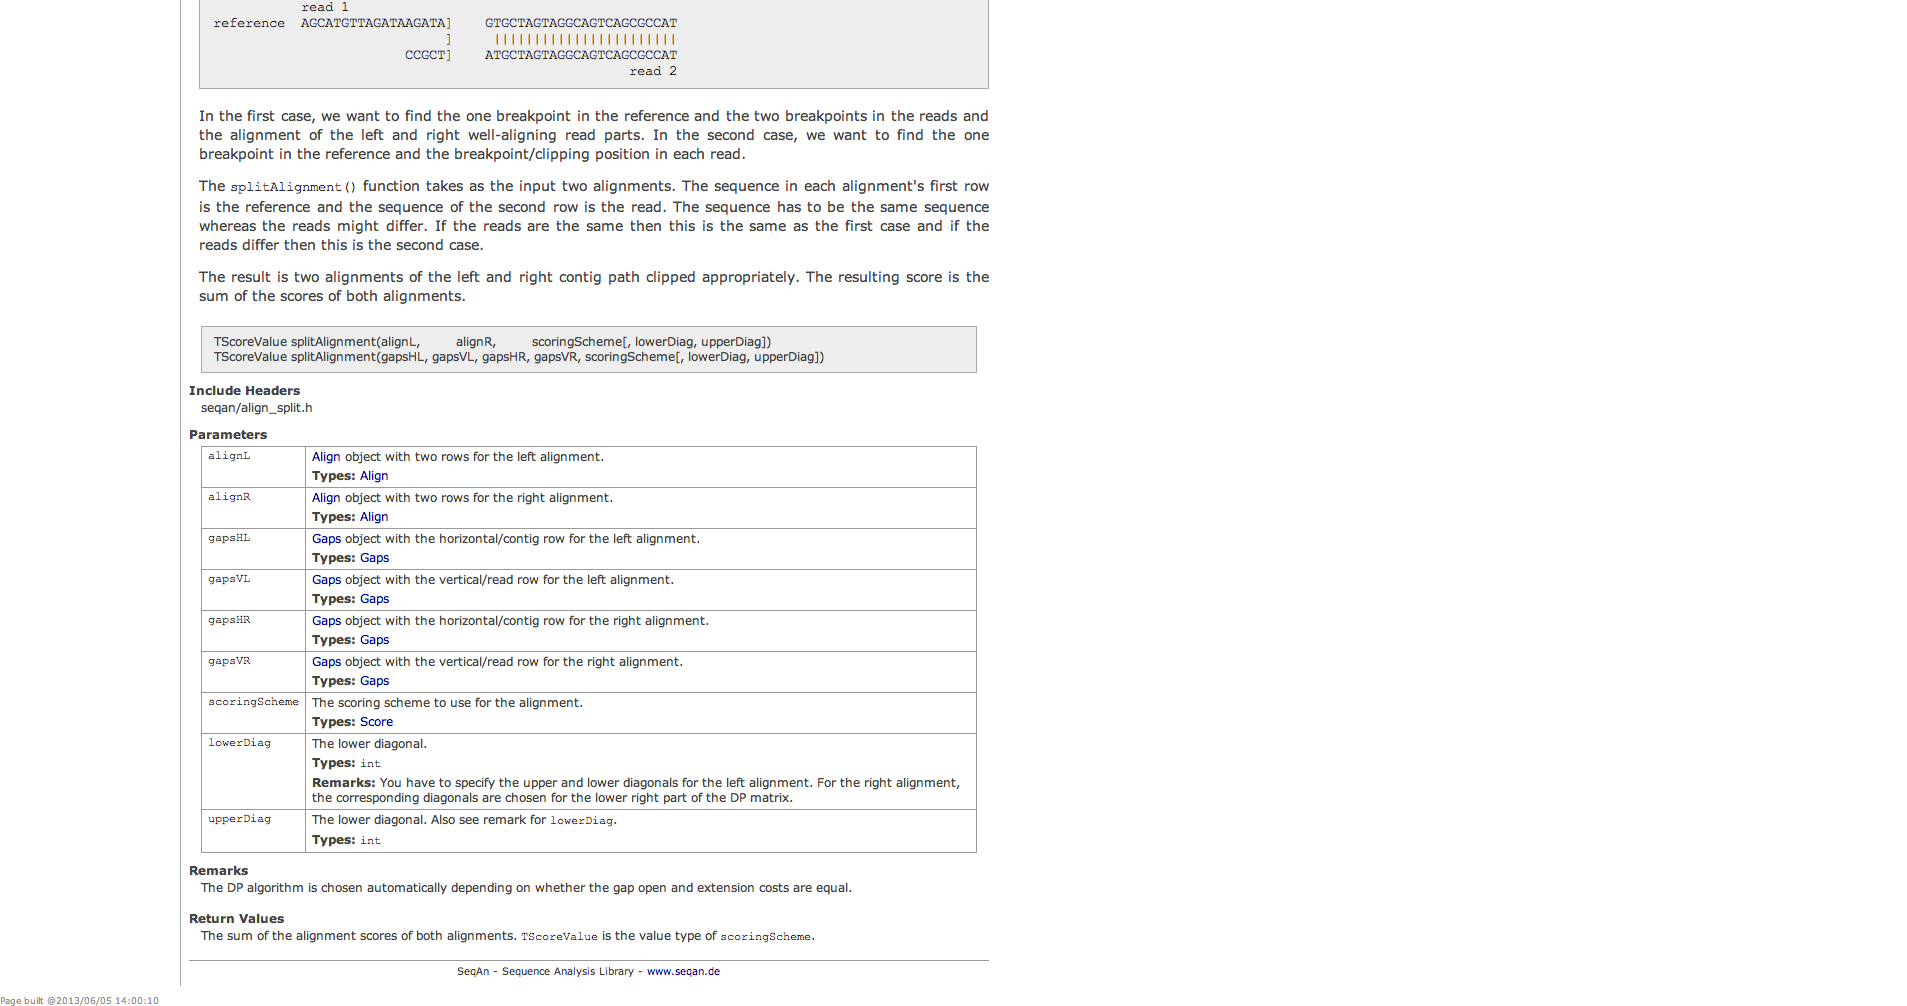 read 1
reference  AGCATGTTAGATAAGATA]    GTGCTAGTAGGCAGTCAGCGCCAT
]     |||||||||||||||||||||||
CCGCT]    ATGCTAGTAGGCAGTCAGCGCCAT
read 2
In the first case, we want to find the one breakpoint in the reference and the two breakpoints in the reads and
the alignment of the left and right well-aligning read parts. In the second case, we want to find the one
breakpoint in the reference and the breakpoint/clipping position in each read.
The splitAlignment() function takes as the input two alignments. The sequence in each alignment's first row
is the reference and the sequence of the second row is the read. The sequence has to be the same sequence
whereas the reads might differ. If the reads are the same then this is the same as the first case and if the
reads differ then this is the second case.
The result is two alignments of the left and right contig path clipped appropriately. The resulting score is the
sum of the scores of both alignments.
TScoreValue splitAlignment(alignL,          alignR,          scoringScheme[, lowerDiag, upperDiag])
TScoreValue splitAlignment(gapsHL, gapsVL, gapsHR, gapsVR, scoringScheme[, lowerDiag, upperDiag])
Include Headers
seqan/align_split.h
Parameters
alignL Align object with two rows for the left alignment.
Types: Align
alignR Align object with two rows for the right alignment.
Types: Align
gapsHL Gaps object with the horizontal/contig row for the left alignment.
Types: Gaps
gapsVL Gaps object with the vertical/read row for the left alignment.
Types: Gaps
gapsHR Gaps object with the horizontal/contig row for the right alignment.
Types: Gaps
gapsVR Gaps object with the vertical/read row for the right alignment.
Types: Gaps
scoringScheme The scoring scheme to use for the alignment.
Types: Score
lowerDiag The lower diagonal.
Types: int
Remarks: You have to specify the upper and lower diagonals for the left alignment. For the right alignment,
the corresponding diagonals are chosen for the lower right part of the DP matrix.
upperDiag The lower diagonal. Also see remark for lowerDiag.
Types: int
Remarks
The DP algorithm is chosen automatically depending on whether the gap open and extension costs are equal.
Return Values
The sum of the alignment scores of both alignments. TScoreValue is the value type of scoringScheme.
SeqAn - Sequence Analysis Library - www.seqan.de
Page built @2013/06/05 14:00:10